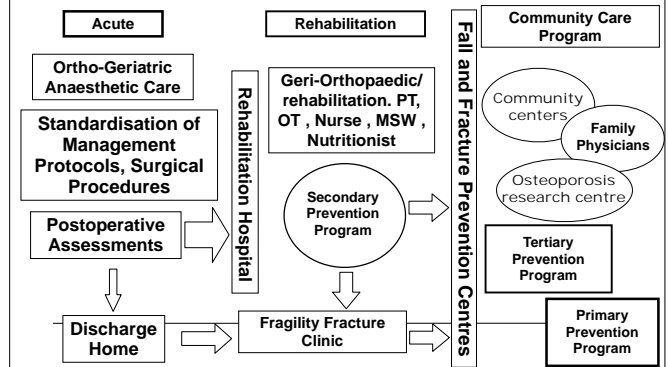 Acute
Ortho-Geriatric
Anaesthetic Care
Standardisation of
Management
Protocols, Surgical
Procedures
Postoperative
Assessments
Discharge
Home
Rehabilitation Hospital
Rehabilitation
Geri-Orthopaedic/
rehabilitation. PT,
OT , Nurse , MSW ,
Nutritionist
Secondary
Prevention
Program
Fragility Fracture
Clinic
Fall and Fracture Prevention Centres
Community Care
Program
Community
centers
Family
Physicians
Osteoporosis
research centre
Tertiary
Prevention
Program
Primary
Prevention
Program